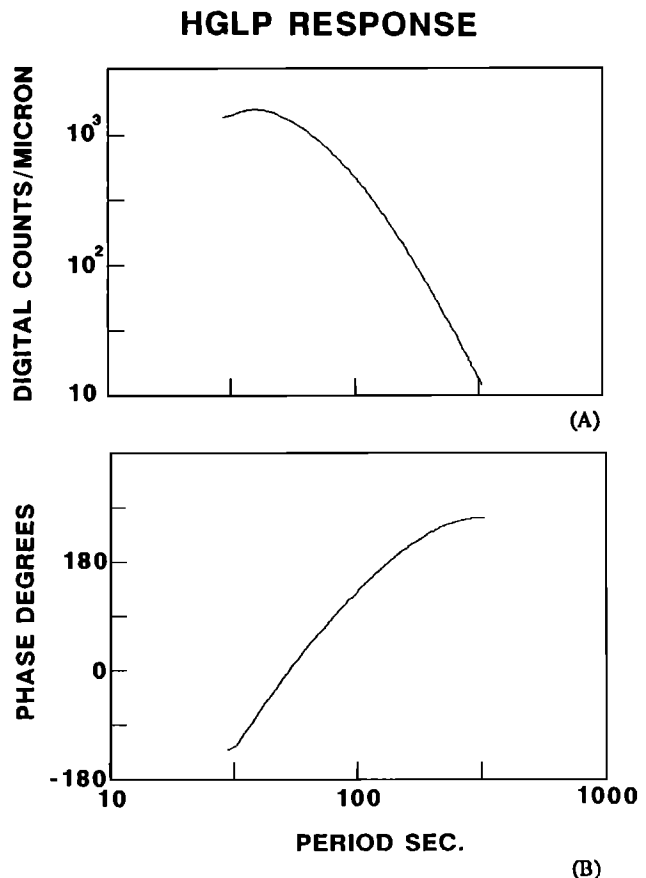 HGLP RESPONSE
DIGITAL COUNTS/MICRON
10³
10²
10
(A)
PHASE DEGREES
180
0
-180
10
100
1000
PERIOD SEC.
(B)